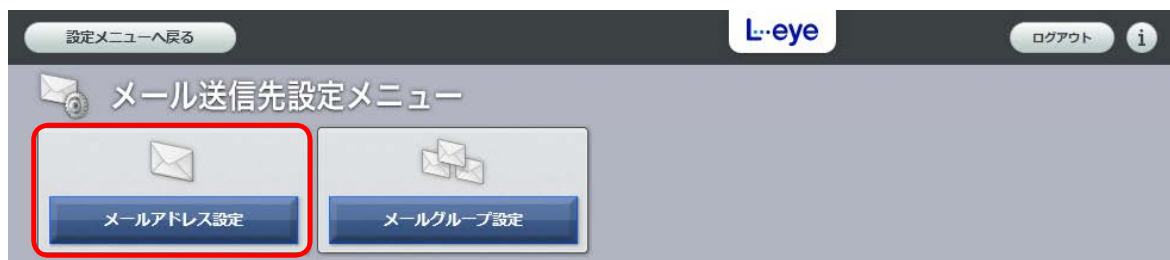 設定メニューへ戻る
L・・eye
ログアウト
i
メール送信先設定メニュー
メールアドレス設定
メールグループ設定